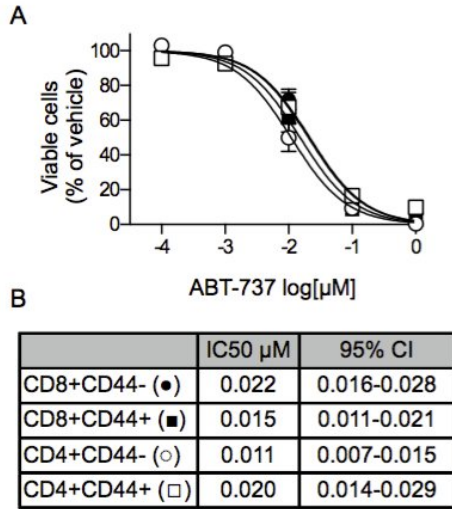 A
Viable cells
(% of vehicle)
100
80
60
40
20
0
-4 -3 -2 -1 0
ABT-737 log[µM]
B
IC50 µM 95% CI
CD8+CD44- (●) 0.022 0.016-0.028
CD8+CD44+ (■) 0.015 0.011-0.021
CD4+CD44- (○) 0.011 0.007-0.015
CD4+CD44+ (□) 0.020 0.014-0.029